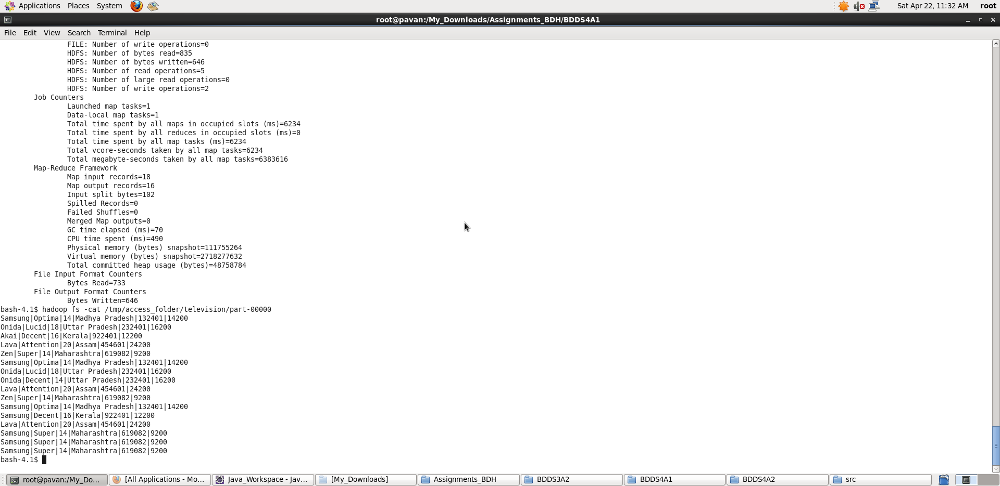 Applications Places System Sat Apr 22, 11:32 AM root
root@pavan:/My_Downloads/Assignments_BDH/BDDS4A1
File Edit View Search Terminal Help
FILE: Number of write operations=0
HDFS: Number of bytes read=835
HDFS: Number of bytes written=646
HDFS: Number of read operations=5
HDFS: Number of large read operations=0
HDFS: Number of write operations=2
Job Counters
Launched map tasks=1
Data-local map tasks=1
Total time spent by all maps in occupied slots (ms)=6234
Total time spent by all reduces in occupied slots (ms)=0
Total time spent by all map tasks (ms)=6234
Total vcore-seconds taken by all map tasks=6234
Total megabyte-seconds taken by all map tasks=6383616
Map-Reduce Framework
Map input records=18
Map output records=16
Input split bytes=102
Spilled Records=0
Failed Shuffles=0
Merged Map outputs=0
GC time elapsed (ms)=70
CPU time spent (ms)=490
Physical memory (bytes) snapshot=111755264
Virtual memory (bytes) snapshot=2718277632
Total committed heap usage (bytes)=48758784
File Input Format Counters
Bytes Read=733
File Output Format Counters
Bytes Written=646
bash-4.1$ hadoop fs -cat /tmp/access_folder/television/part-00000
Samsung|Optima|14|Madhya Pradesh|132401|14200
Onida|Lucid|18|Uttar Pradesh|232401|16200
Akai|Decent|16|Kerala|922401|12200
Lava|Attention|20|Assam|454601|24200
Zen|Super|14|Maharashtra|619082|9200
Samsung|Optima|14|Madhya Pradesh|132401|14200
Onida|Lucid|18|Uttar Pradesh|232401|16200
Onida|Decent|14|Uttar Pradesh|232401|16200
Lava|Attention|20|Assam|454601|24200
Zen|Super|14|Maharashtra|619082|9200
Samsung|Optima|14|Madhya Pradesh|132401|14200
Samsung|Decent|16|Kerala|922401|12200
Lava|Attention|20|Assam|454601|24200
Samsung|Super|14|Maharashtra|619082|9200
Samsung|Super|14|Maharashtra|619082|9200
Samsung|Super|14|Maharashtra|619082|9200
bash-4.1$
root@pavan:/My_Do... [All Applications - Mo... Java_Workspace - Jav... [My_Downloads] Assignments_BDH BDDS3A2 BDDS4A1 BDDS4A2 src